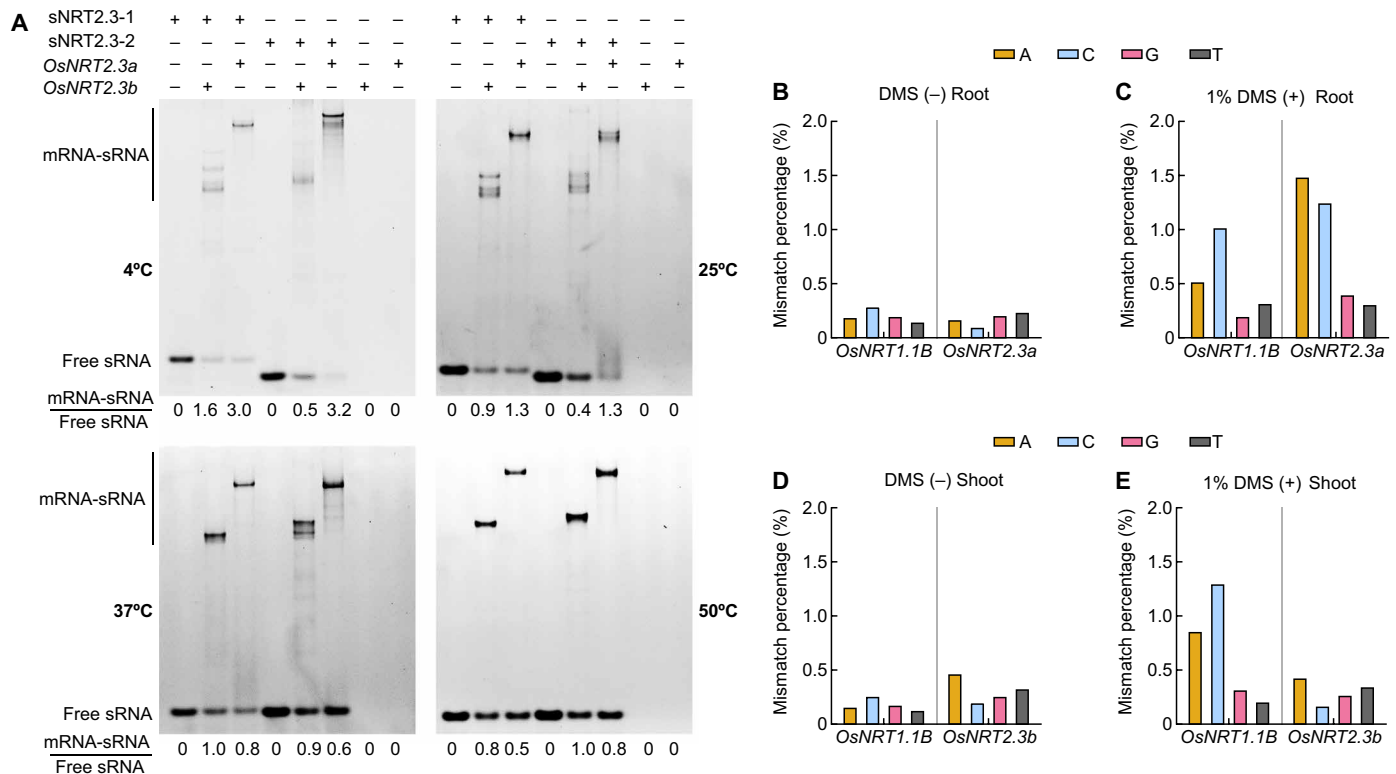 A
sNRT2.3-1 + + + – – – – – + + + – – – – –
sNRT2.3-2 – – – + + + – – – – – + + + – –
OsNRT2.3a – – + – – + – + – – + – – + – +
OsNRT2.3b – + – – + – + – – + – – + – + –
mRNA-sRNA
4ºC 25ºC
Free sRNA
mRNA-sRNA
Free sRNA
0 1.6 3.0 0 0.5 3.2 0 0 0 0.9 1.3 0 0.4 1.3 0 0
mRNA-sRNA
37ºC 50ºC
Free sRNA
mRNA-sRNA
Free sRNA
0 1.0 0.8 0 0.9 0.6 0 0 0 0.8 0.5 0 1.0 0.8 0 0
A C G T
B DMS (–) Root
Mismatch percentage (%)
2.0
1.5
1.0
0.5
0
OsNRT1.1B OsNRT2.3a
C 1% DMS (+) Root
Mismatch percentage (%)
2.0
1.5
1.0
0.5
0
OsNRT1.1B OsNRT2.3a
A C G T
D DMS (–) Shoot
Mismatch percentage (%)
2.0
1.5
1.0
0.5
0
OsNRT1.1B OsNRT2.3b
E 1% DMS (+) Shoot
Mismatch percentage (%)
2.0
1.5
1.0
0.5
0
OsNRT1.1B OsNRT2.3b